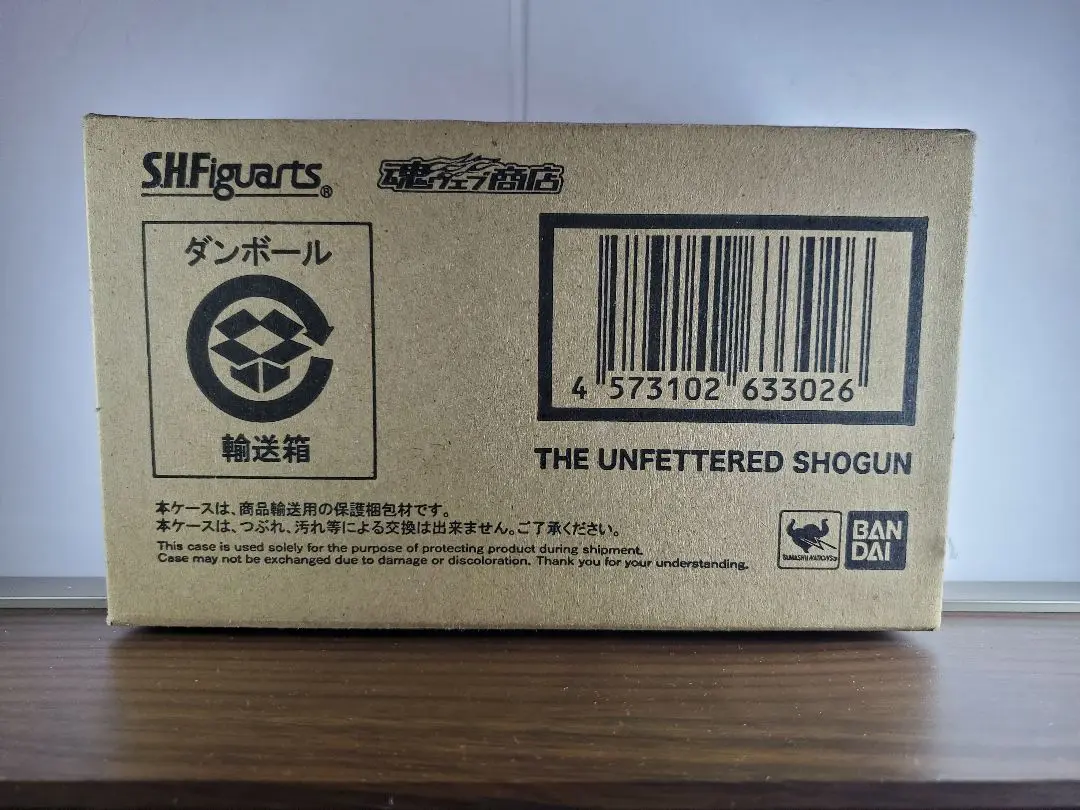 S.H.Figuarts®
魂ウェブ商店
ダンボール
輸送箱
4 573102 633026
THE UNFETTERED SHOGUN
本ケースは、商品輸送用の保護梱包材です。
本ケースは、つぶれ、汚れ等による交換は出来ません。ご了承ください。
This case is used solely for the purpose of protecting product during shipment.
Case may not be exchanged due to damage or discoloration. Thank you for your understanding.
TAMASHII NATIONS
BAN
DAI